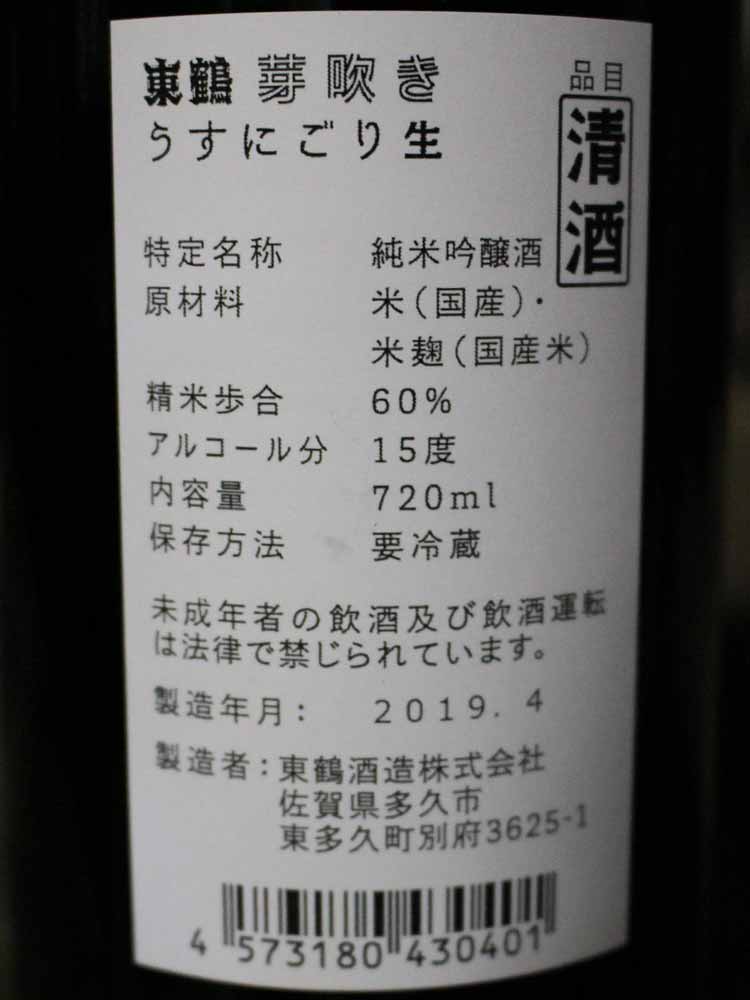 東鶴 芽吹き
うすにごり生
品目
清酒
特定名称 純米吟醸酒
原材料 米（国産）・
米麹（国産米）
精米歩合 60%
アルコール分 15度
内容量 720ml
保存方法 要冷蔵
未成年者の飲酒及び飲酒運転
は法律で禁じられています。
製造年月： 2019. 4
製造者：東鶴酒造株式会社
佐賀県多久市
東多久町別府3625-1
4 573180 430401